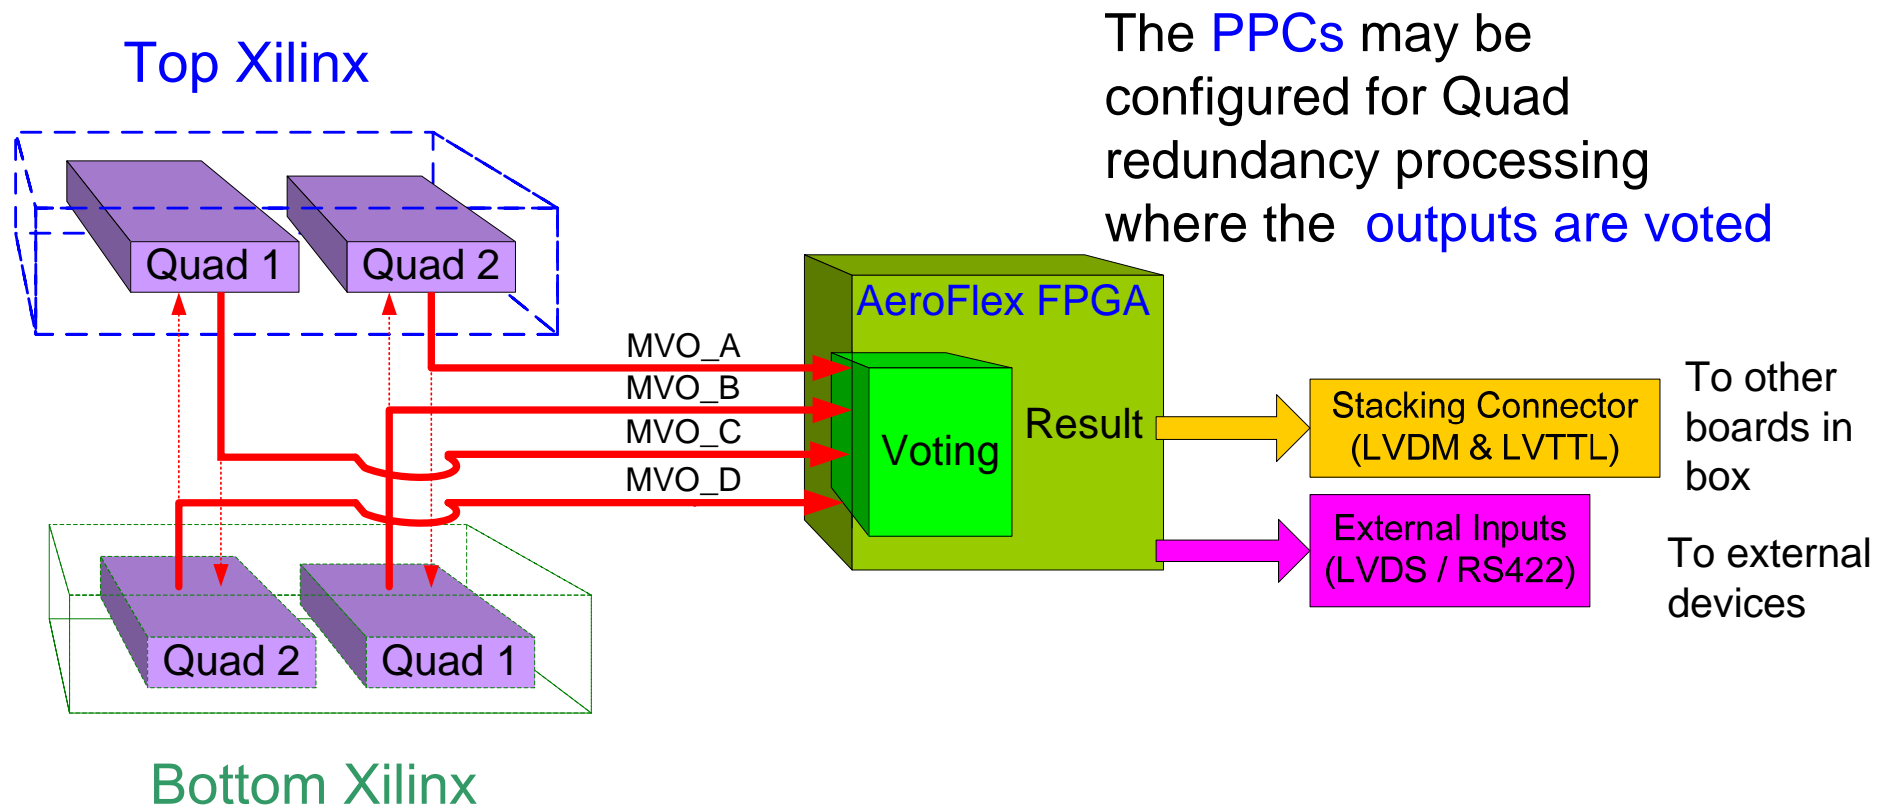 The PPCs may be
configured for Quad
redundancy processing
where the outputs are voted
Top Xilinx
Quad 1
Quad 2
AeroFlex FPGA
MVO_A
MVO_B
MVO_C
MVO_D
Voting
Result
Stacking Connector
(LVDM & LVTTL)
To other
boards in
box
External Inputs
(LVDS / RS422)
To external
devices
Quad 2
Quad 1
Bottom Xilinx